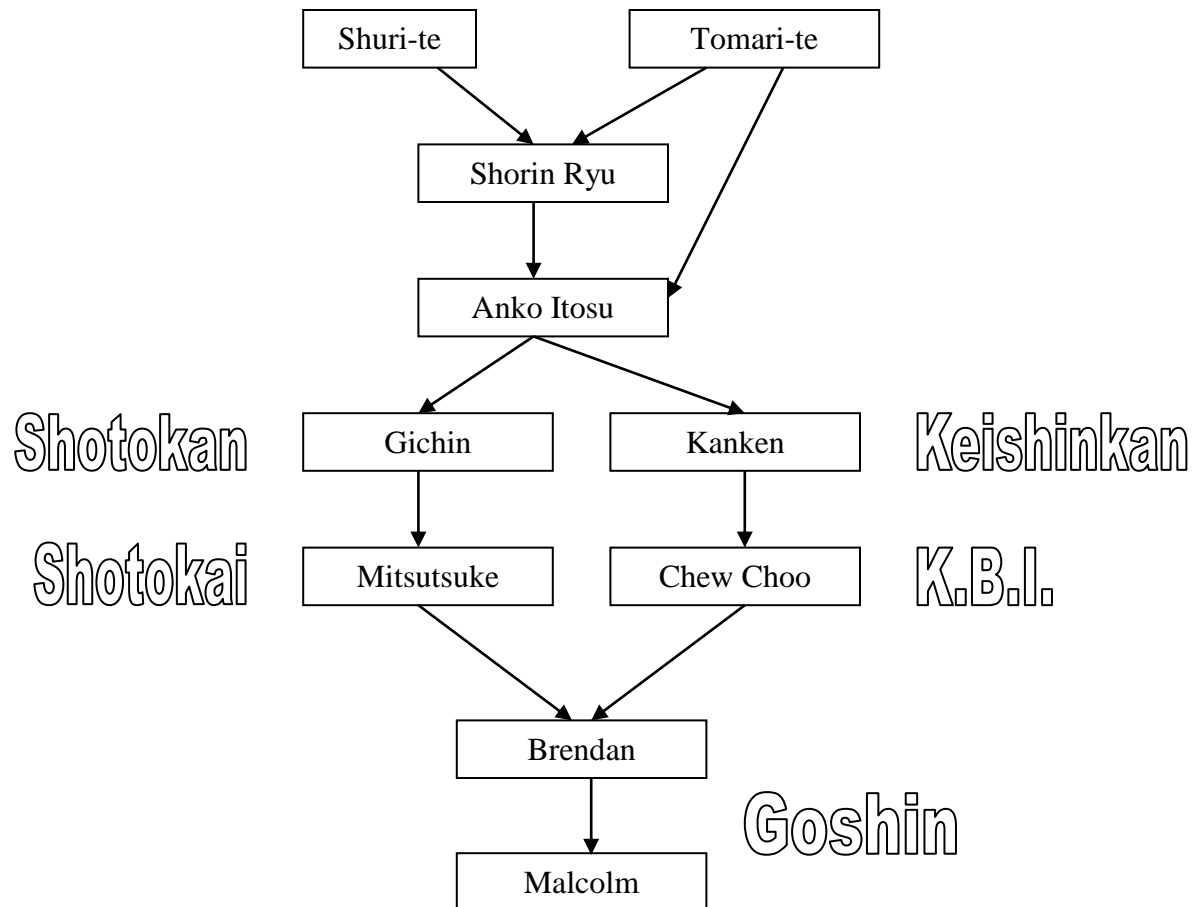 Shuri-te
Tomari-te
Shorin Ryu
Anko Itosu
Shotokan
Gichin
Kanken
Keishinkan
Shotokai
Mitsutsuke
Chew Choo
K.B.I.
Brendan
Goshin
Malcolm